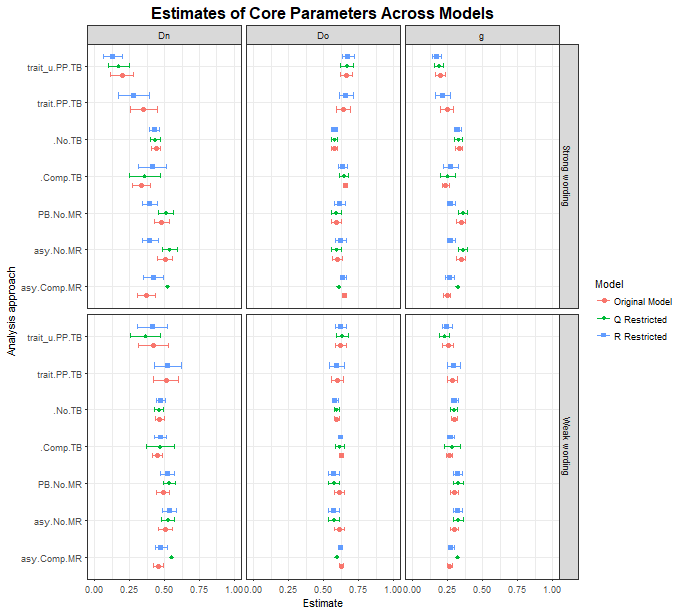 Estimates of Core Parameters Across Models
Dn
Do
g
trait_u.PP.TB
trait.PP.TB
.No.TB
.Comp.TB
PB.No.MR
asy.No.MR
asy.Comp.MR
Strong wording
trait_u.PP.TB
trait.PP.TB
.No.TB
.Comp.TB
PB.No.MR
asy.No.MR
asy.Comp.MR
Weak wording
Analysis approach
0.00 0.25 0.50 0.75 1.00
0.00 0.25 0.50 0.75 1.00
0.00 0.25 0.50 0.75 1.00
Estimate
Model
Original Model
Q Restricted
R Restricted